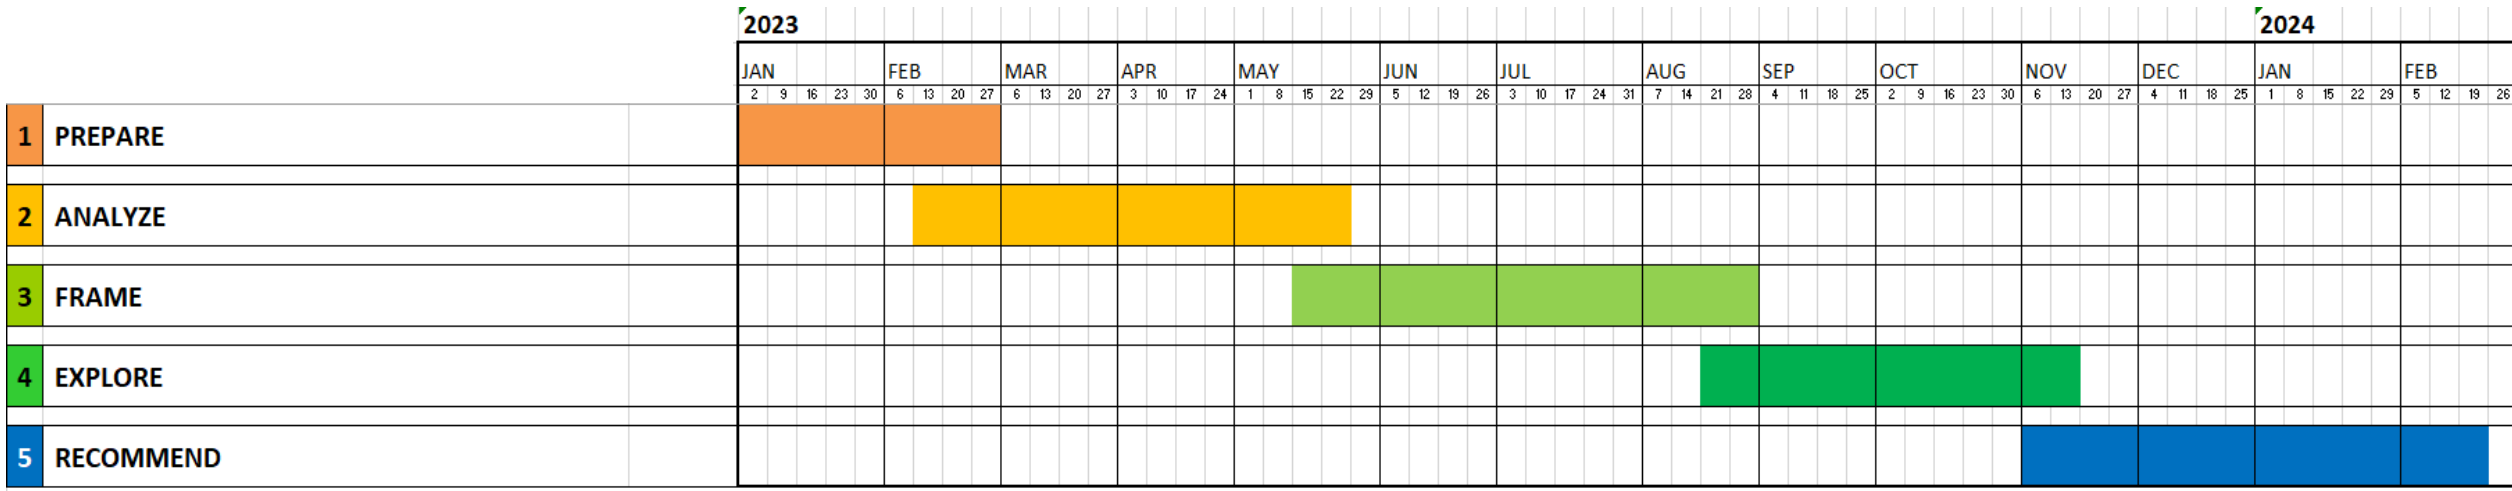 2023 2024
JAN FEB MAR APR MAY JUN JUL AUG SEP OCT NOV DEC JAN FEB
2 9 16 23 30 6 13 20 27 6 13 20 27 3 10 17 24 1 8 15 22 29 5 12 19 26 3 10 17 24 31 7 14 21 28 4 11 18 25 2 9 16 23 30 6 13 20 27 4 11 18 25 1 8 15 22 29 5 12 19 26
1 PREPARE
2 ANALYZE
3 FRAME
4 EXPLORE
5 RECOMMEND